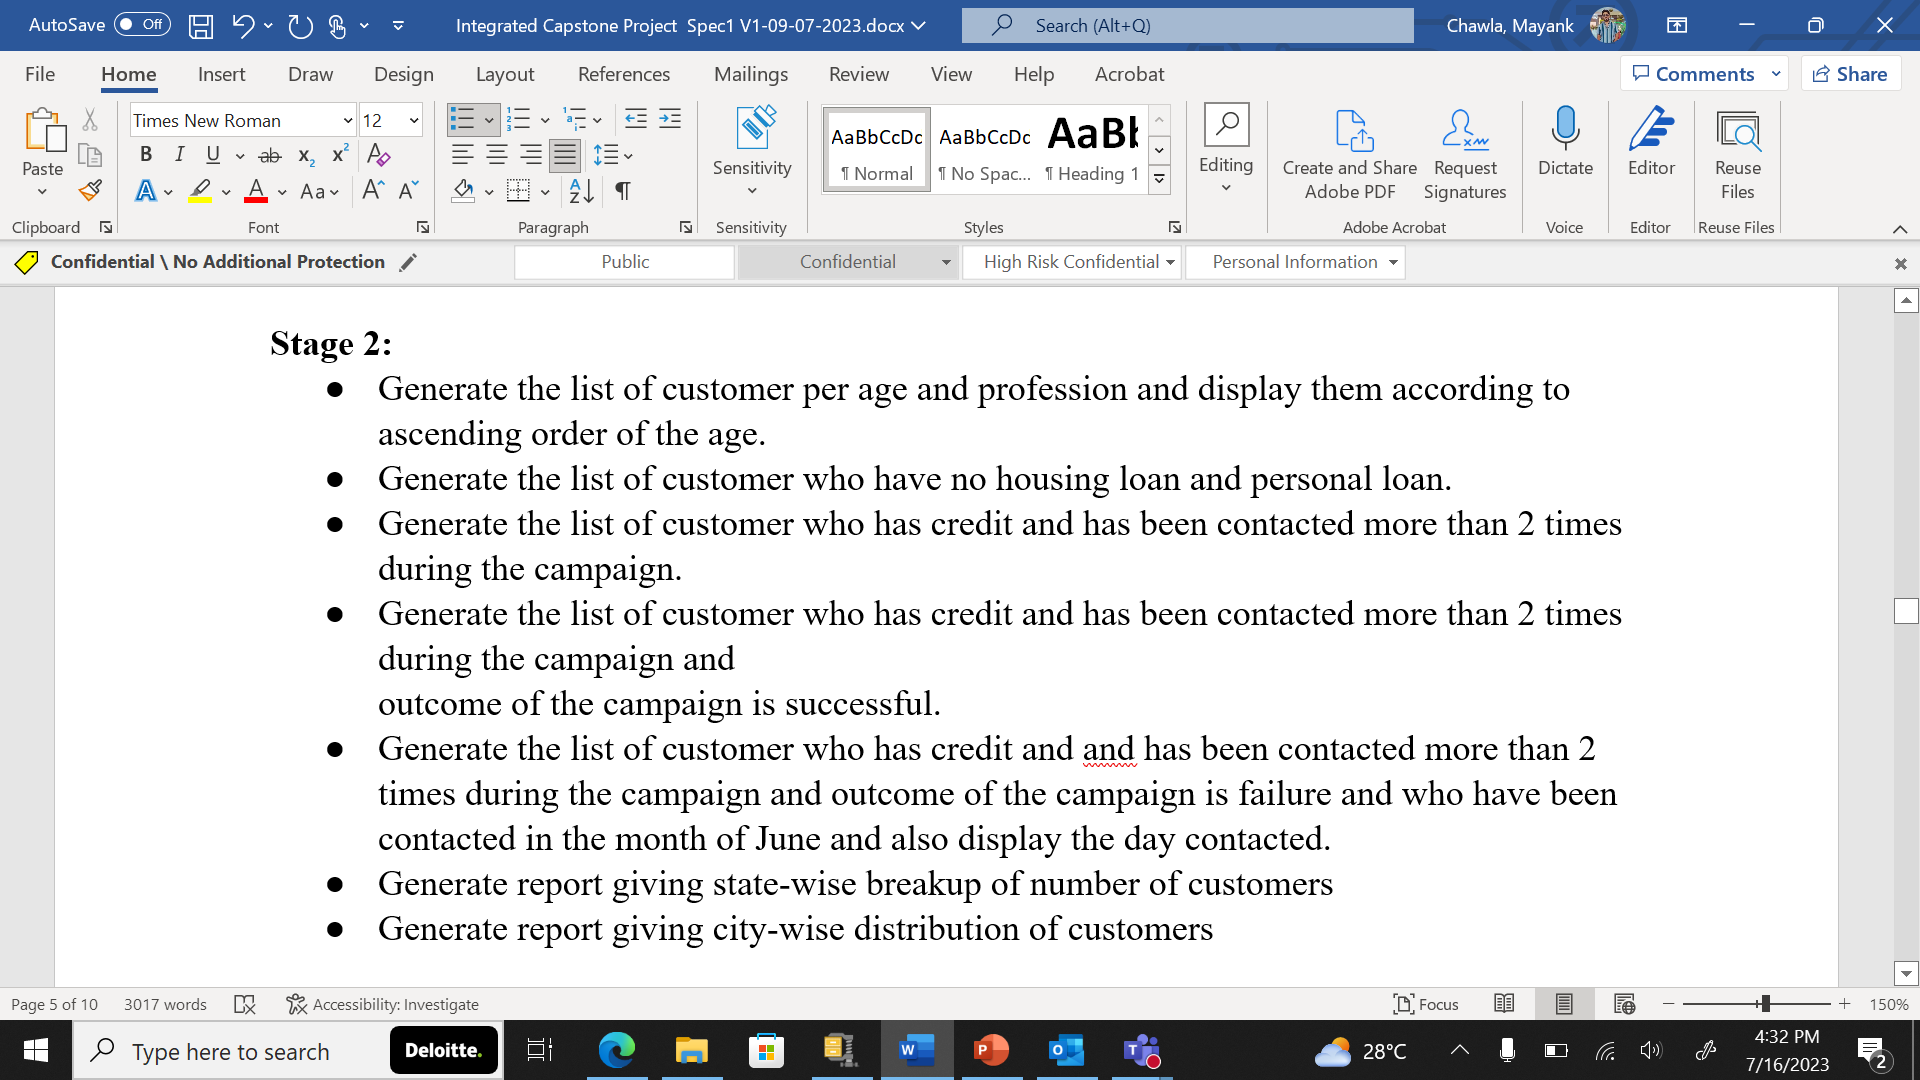 AutoSave Off
Integrated Capstone Project Spec1 V1-09-07-2023.docx
Search (Alt+Q)
Chawla, Mayank
File Home Insert Draw Design Layout References Mailings Review View Help Acrobat
Comments Share
Times New Roman 12
Paste
B I U ab x₂ x² A
A A Aa A A
AaBbCcDc AaBbCcDc AaBb
¶ Normal ¶ No Spac... ¶ Heading 1
Sensitivity
Editing
Create and Share
Adobe PDF
Request
Signatures
Dictate
Editor
Reuse
Files
Clipboard Font Paragraph Sensitivity Styles Adobe Acrobat Voice Editor Reuse Files
Confidential \ No Additional Protection
Public Confidential High Risk Confidential Personal Information
Stage 2:
● Generate the list of customer per age and profession and display them according to
ascending order of the age.
● Generate the list of customer who have no housing loan and personal loan.
● Generate the list of customer who has credit and has been contacted more than 2 times
during the campaign.
● Generate the list of customer who has credit and has been contacted more than 2 times
during the campaign and
outcome of the campaign is successful.
● Generate the list of customer who has credit and and has been contacted more than 2
times during the campaign and outcome of the campaign is failure and who have been
contacted in the month of June and also display the day contacted.
● Generate report giving state-wise breakup of number of customers
● Generate report giving city-wise distribution of customers
Page 5 of 10 3017 words Accessibility: Investigate
Focus 150%
Type here to search
Deloitte.
28°C
4:32 PM
7/16/2023
2